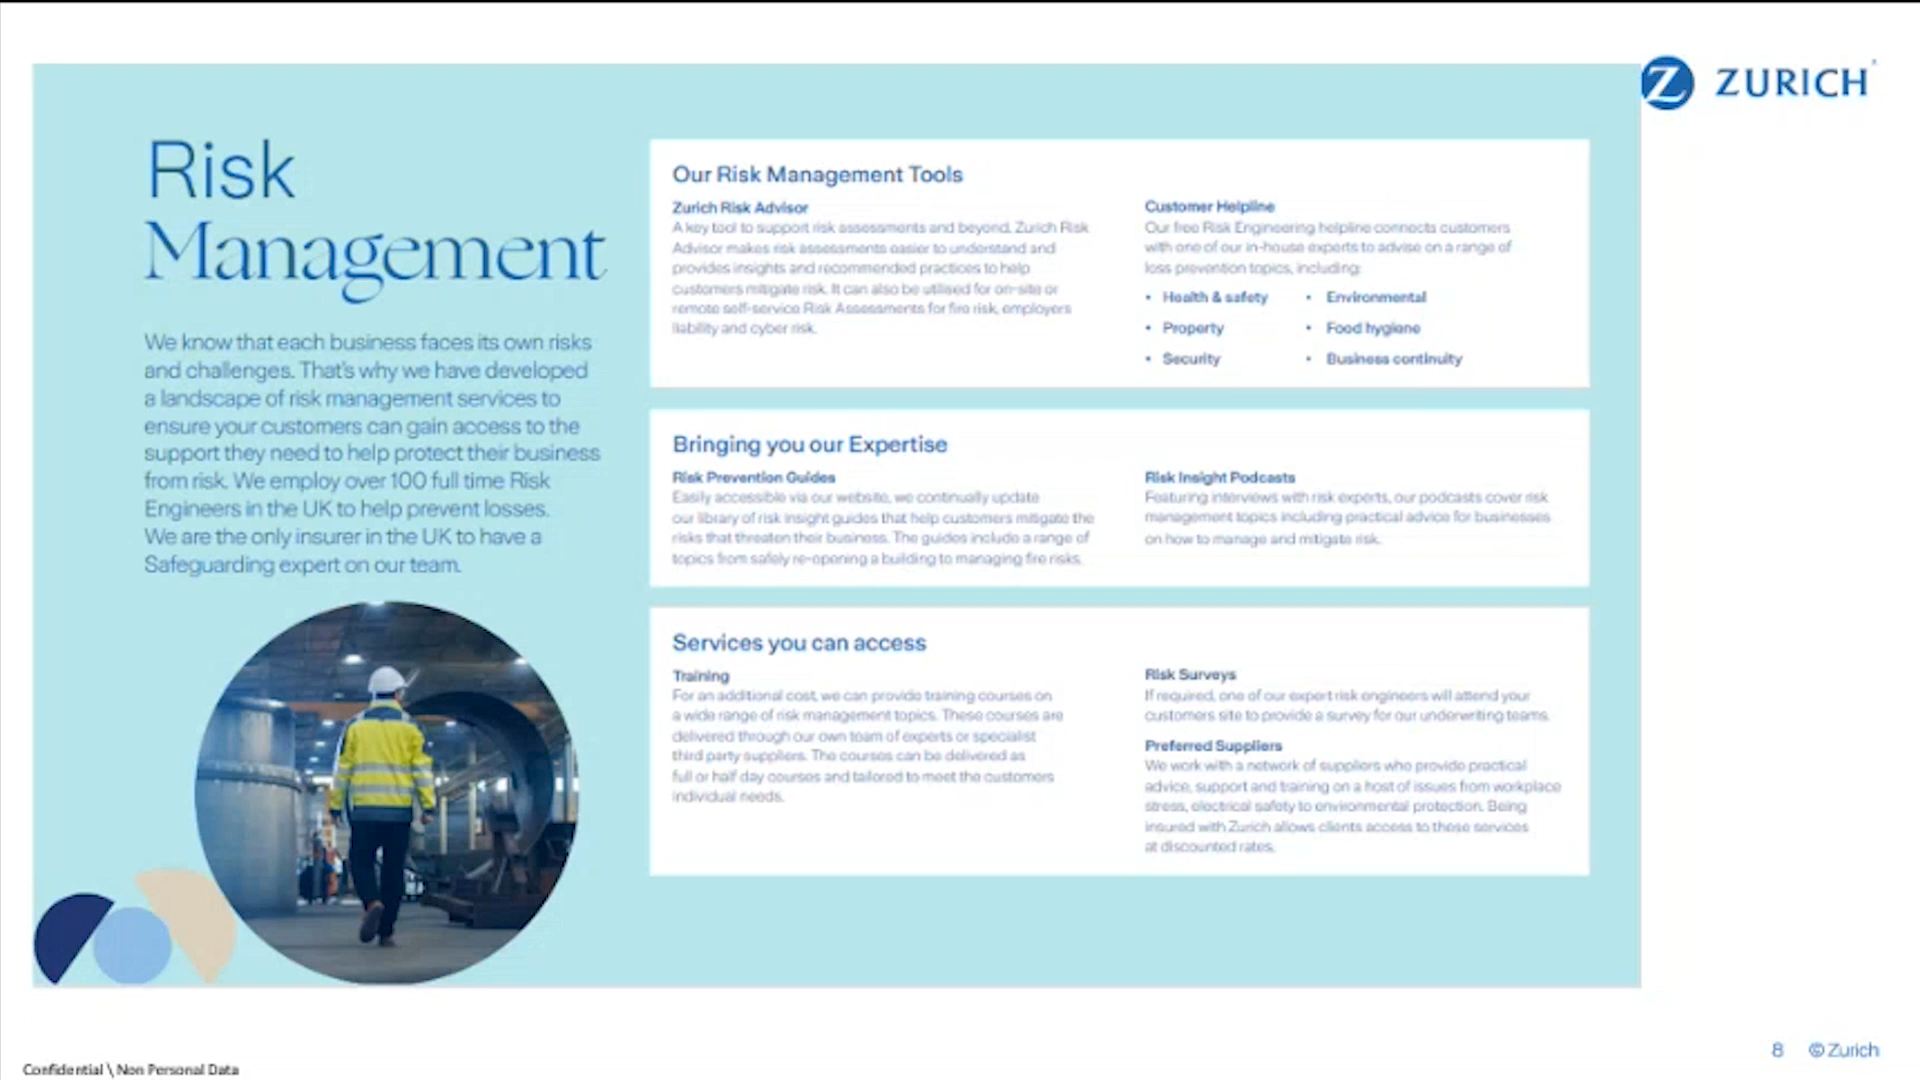 ZURICH
Risk
Management
We know that each business faces its own risks
and challenges. That's why we have developed
a landscape of risk management services to
ensure your customers can gain access to the
support they need to help protect their business
from risk. We employ over 100 full time Risk
Engineers in the UK to help prevent losses.
We are the only insurer in the UK to have a
Safeguarding expert on our team.
Our Risk Management Tools
Zurich Risk Advisor
A key tool to support risk assessments and beyond, Zurich Risk
Advisor makes risk assessments easier to understand and
provides insights and recommended practices to help
customers mitigate risk. It can also be utilised for on-site or
remote self-service Risk Assessments for fire risk, employers
liability and cyber risk.
Customer Helpline
Our free Risk Engineering helpline connects customers
with one of our in-house experts to advise on a range of
loss prevention topics, including:
• Health & safety
• Property
• Security
• Environmental
• Food hygiene
• Business continuity
Bringing you our Expertise
Risk Prevention Guides
Easily accessible via our website, we continually update
our library of risk insight guides that help customers mitigate the
risks that threaten their business. The guides include a range of
topics from safely re-opening a building to managing fire risks.
Risk Insight Podcasts
Featuring interviews with risk experts, our podcasts cover risk
management topics including practical advice for businesses
on how to manage and mitigate risk.
Services you can access
Training
For an additional cost, we can provide training courses on
a wide range of risk management topics. These courses are
delivered through our own team of experts or specialist
third party suppliers. The courses can be delivered as
full or half day courses and tailored to meet the customers
individual needs.
Risk Surveys
If required, one of our expert risk engineers will attend your
customers site to provide a survey for our underwriting teams.
Preferred Suppliers
We work with a network of suppliers who provide practical
advice, support and training on a host of issues from workplace
stress, electrical safety to environmental protection. Being
insured with Zurich allows clients access to these services
at discounted rates.
8 © Zurich
Confidential \ Non Personal Data